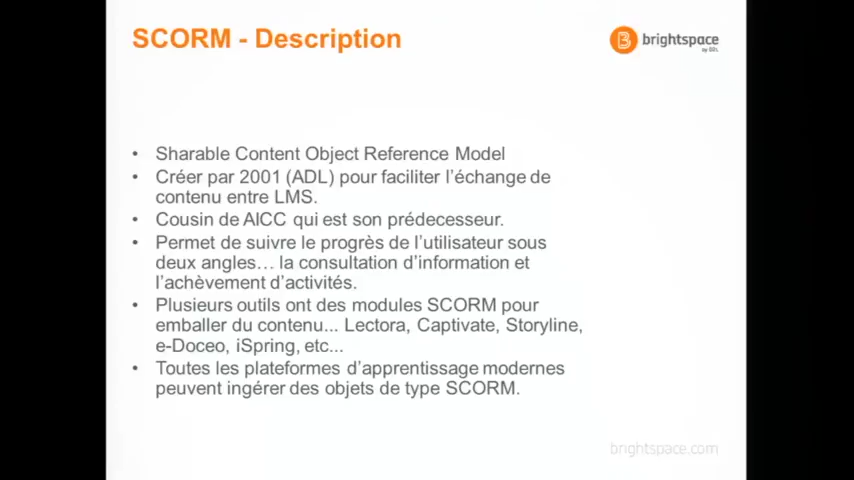 SCORM - Description
brightspace
by D2L
• Sharable Content Object Reference Model
• Créer par 2001 (ADL) pour faciliter l'échange de
contenu entre LMS.
• Cousin de AICC qui est son prédecesseur.
• Permet de suivre le progrès de l'utilisateur sous
deux angles… la consultation d'information et
l'achèvement d'activités.
• Plusieurs outils ont des modules SCORM pour
emballer du contenu... Lectora, Captivate, Storyline,
e-Doceo, iSpring, etc...
• Toutes les plateformes d'apprentissage modernes
peuvent ingérer des objets de type SCORM.
brightspace.com